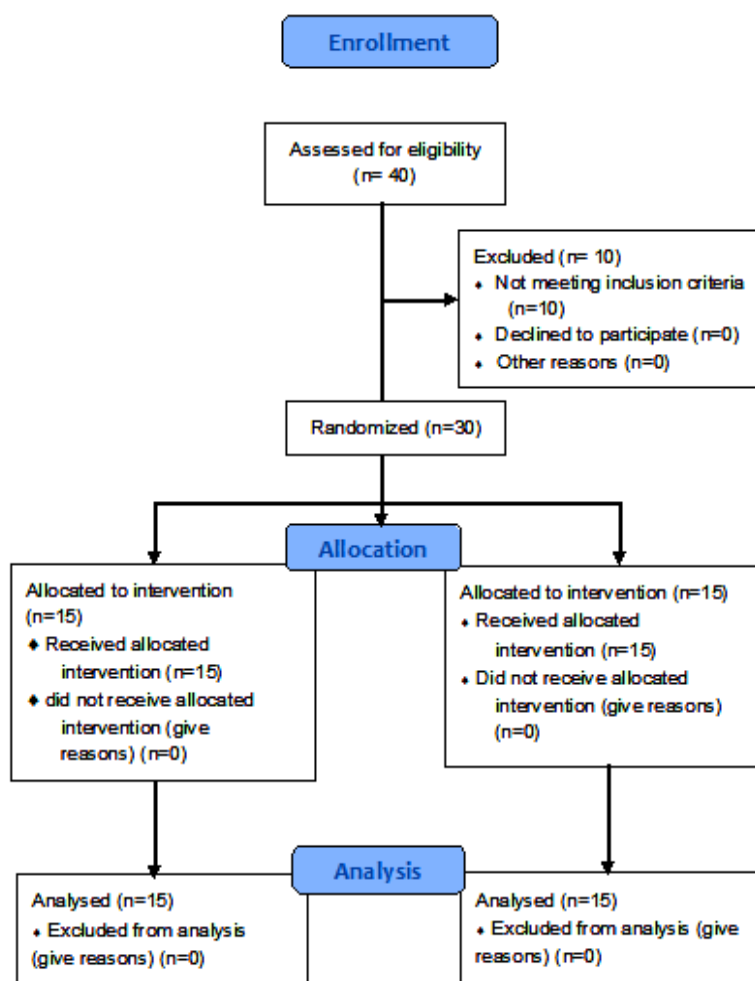 Enrollment
Assessed for eligibility
(n= 40)
Excluded (n= 10)
♦ Not meeting inclusion criteria
(n=10)
♦ Declined to participate (n=0)
♦ Other reasons (n=0)
Randomized (n=30)
Allocation
Allocated to intervention
(n=15)
♦ Received allocated
intervention (n=15)
♦ did not receive allocated
intervention (give
reasons) (n=0)
Allocated to intervention (n=15)
♦ Received allocated
intervention (n=15)
♦ Did not receive allocated
intervention (give reasons)
(n=0)
Analysis
Analysed (n=15)
♦ Excluded from analysis
(give reasons) (n=0)
Analysed (n=15)
♦ Excluded from analysis (give
reasons) (n=0)